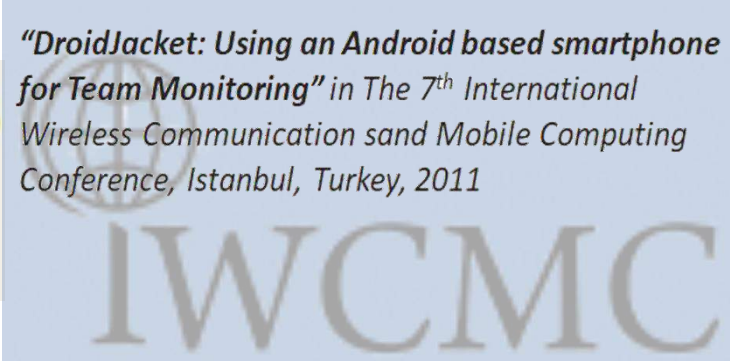 “DroidJacket: Using an Android based smartphone
for Team Monitoring” in The 7th International
Wireless Communication sand Mobile Computing
Conference, Istanbul, Turkey, 2011
IWCMC